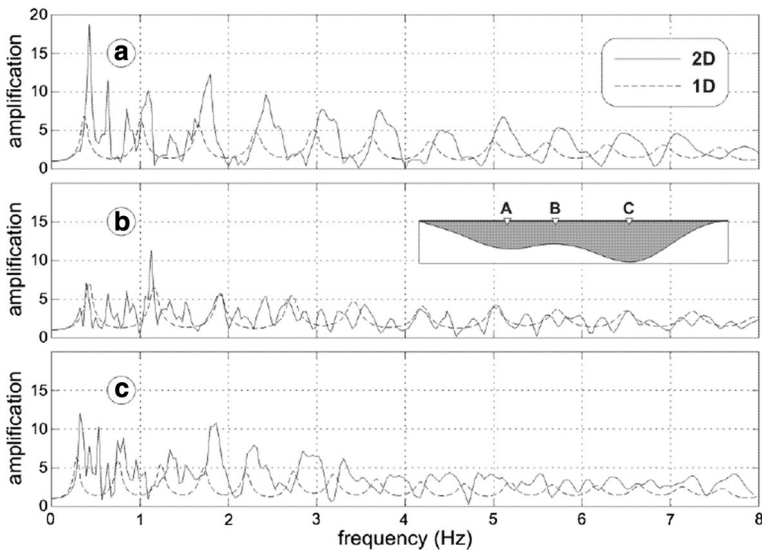 20
15
10
5
0
amplification
a
2D
1D
15
10
5
0
amplification
b
A B C
15
10
5
0
amplification
c
0 1 2 3 4 5 6 7 8
frequency (Hz)